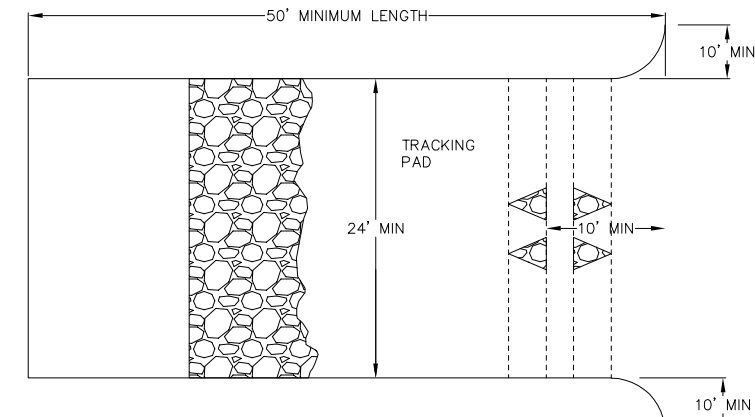 50' MINIMUM LENGTH
10' MIN
TRACKING
PAD
24' MIN
10' MIN
10' MIN